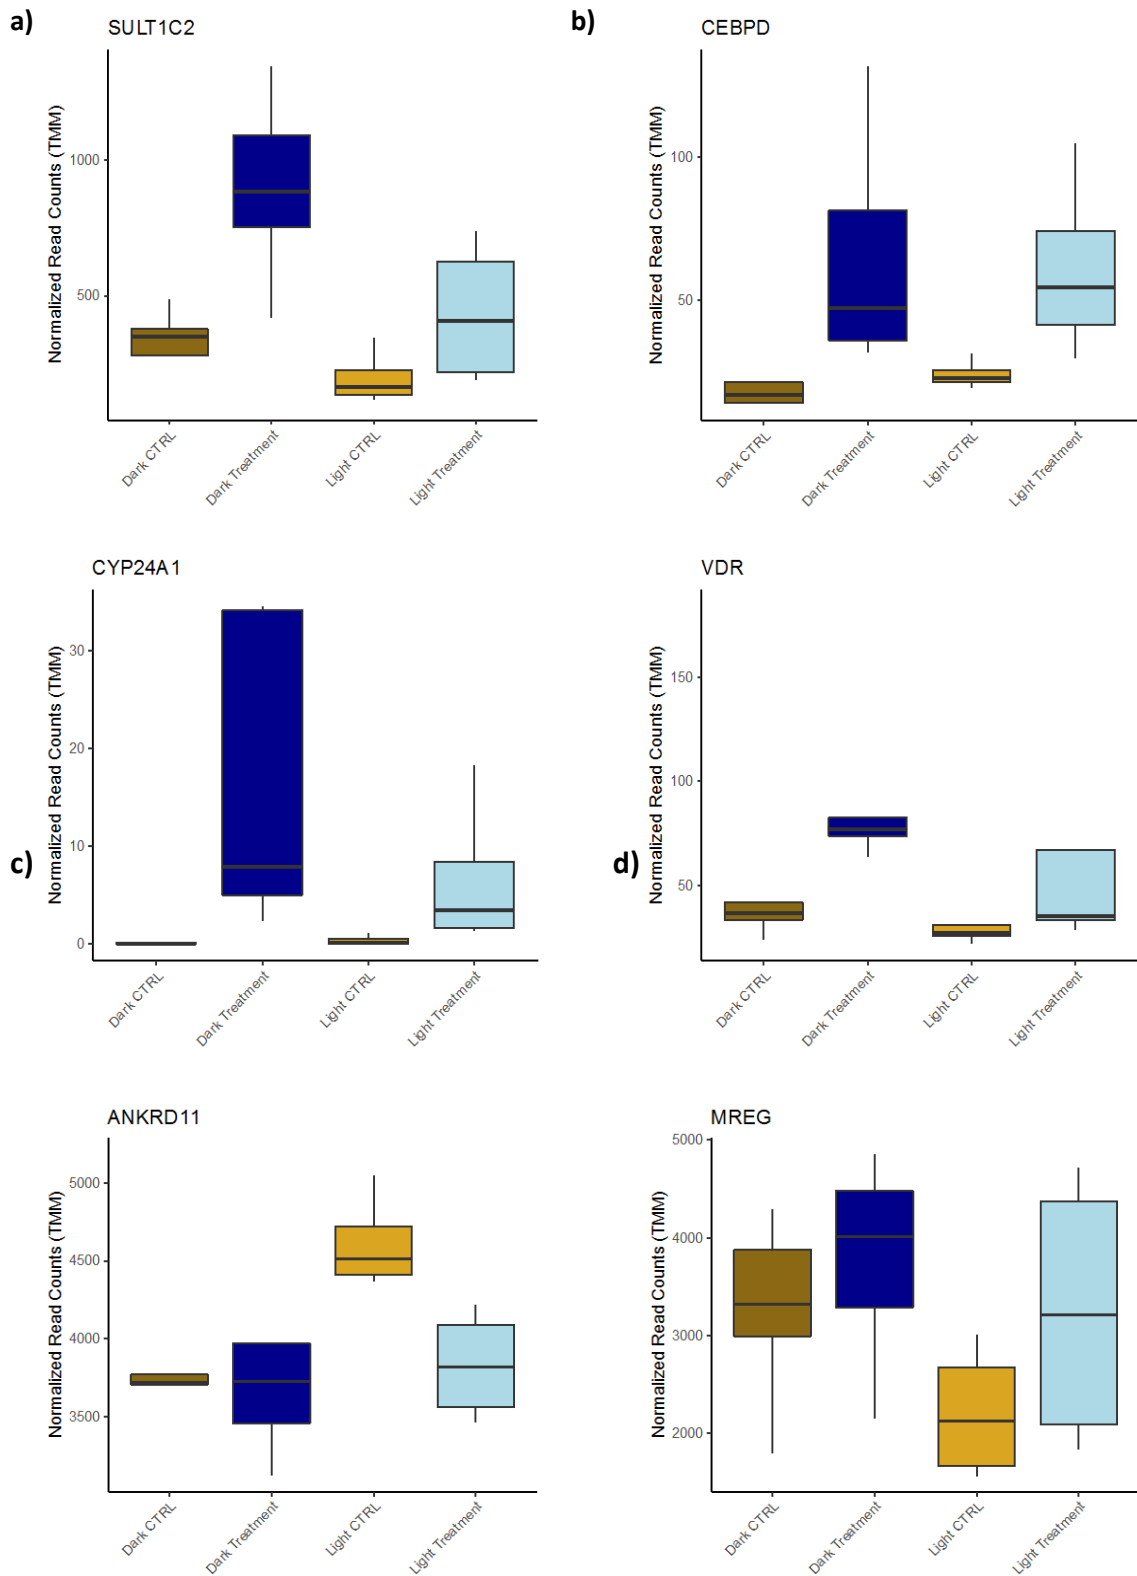 a)
SULT1C2
Normalized Read Counts (TMM)
1000
500
Dark CTRL
Dark Treatment
Light CTRL
Light Treatment
b)
CEBPD
Normalized Read Counts (TMM)
100
50
Dark CTRL
Dark Treatment
Light CTRL
Light Treatment
c)
CYP24A1
Normalized Read Counts (TMM)
30
20
10
0
Dark CTRL
Dark Treatment
Light CTRL
Light Treatment
d)
VDR
Normalized Read Counts (TMM)
150
100
50
Dark CTRL
Dark Treatment
Light CTRL
Light Treatment
ANKRD11
Normalized Read Counts (TMM)
5000
4500
4000
3500
Dark CTRL
Dark Treatment
Light CTRL
Light Treatment
MREG
Normalized Read Counts (TMM)
5000
4000
3000
2000
Dark CTRL
Dark Treatment
Light CTRL
Light Treatment